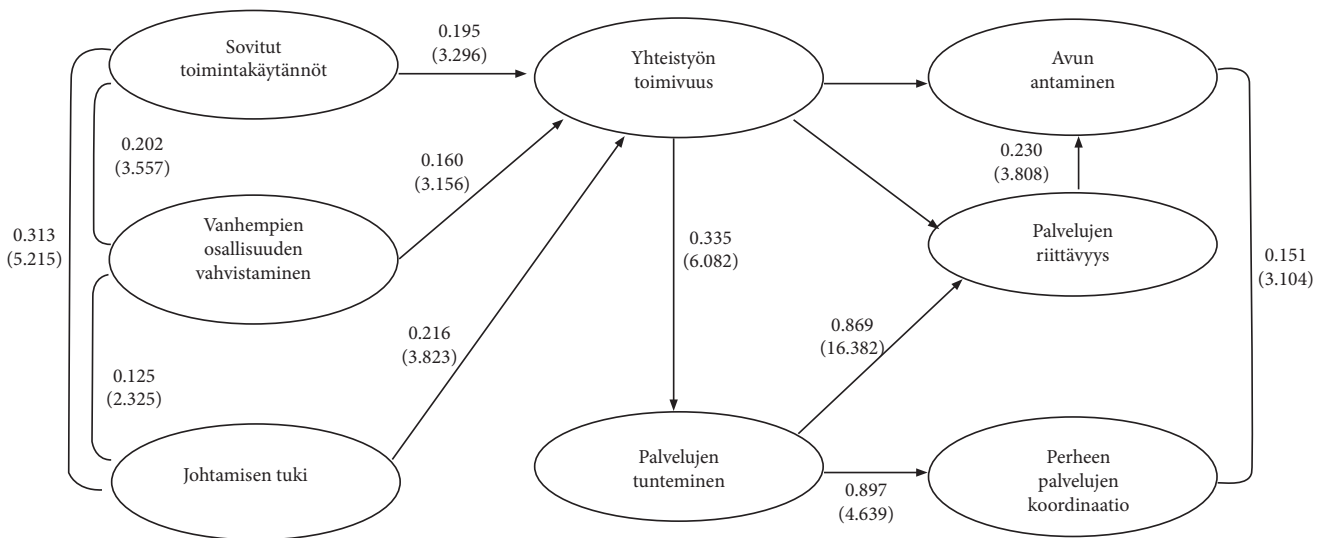 Sovitut
toimintakäytännöt
0.195
(3.296)
Yhteistyön
toimivuus
Avun
antaminen
0.202
(3.557)
0.160
(3.156)
0.230
(3.808)
0.313
(5.215)
Vanhempien
osallisuuden
vahvistaminen
0.335
(6.082)
Palvelujen
riittävyys
0.151
(3.104)
0.125
(2.325)
0.216
(3.823)
0.869
(16.382)
Johtamisen tuki
Palvelujen
tunteminen
0.897
(4.639)
Perheen
palvelujen
koordinaatio